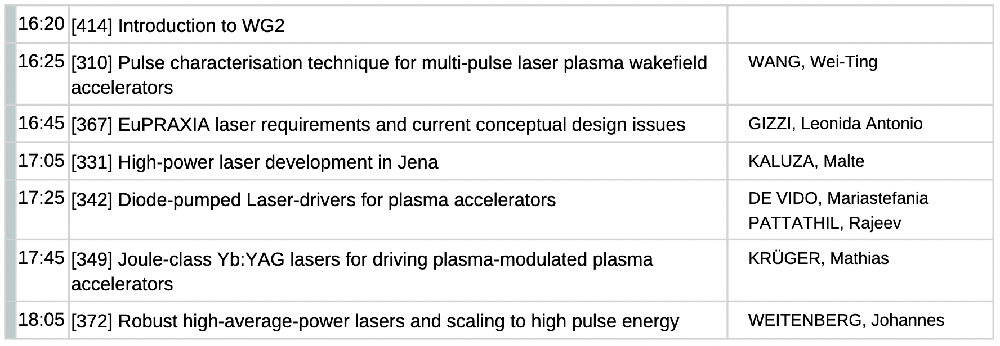 16:20 [414] Introduction to WG2
16:25 [310] Pulse characterisation technique for multi-pulse laser plasma wakefield WANG, Wei-Ting
accelerators
16:45 [367] EuPRAXIA laser requirements and current conceptual design issues GIZZI, Leonida Antonio
17:05 [331] High-power laser development in Jena KALUZA, Malte
17:25 [342] Diode-pumped Laser-drivers for plasma accelerators DE VIDO, Mariastefania
PATTATHIL, Rajeev
17:45 [349] Joule-class Yb:YAG lasers for driving plasma-modulated plasma KRÜGER, Mathias
accelerators
18:05 [372] Robust high-average-power lasers and scaling to high pulse energy WEITENBERG, Johannes